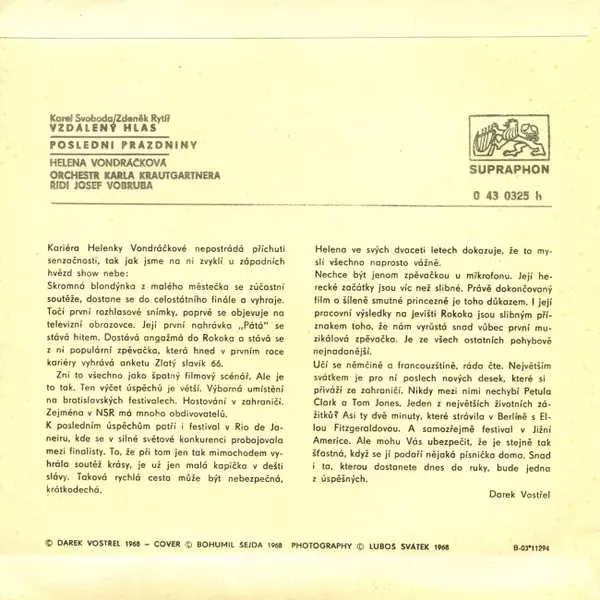 Karel Svoboda/Zdeněk Rytíř
VZDÁLENÝ HLAS
POSLEDNÍ PRÁZDNINY
HELENA VONDRÁČKOVÁ
ORCHESTR KARLA KRAUTGARTNERA
ŘÍDÍ JOSEF VOBRUBA
SUPRAPHON
0 43 0325 h
Kariéra Helenky Vondráčkové nepostrádá příchuti
senzačnosti, tak jak jsme na ni zvyklí u západních
hvězd show nebe:
Skromná blondýnka z malého městečka se zúčastní
soutěže, dostane se do celostátního finále a vyhraje.
Točí první rozhlasové snímky, poprvé se objevuje na
televizní obrazovce. Její první nahrávka „Pátá" se
stává hitem. Dostává angažmá do Rokoka a stává se
z ní populární zpěvačka, která hned v prvním roce
kariéry vyhrává anketu Zlatý slavík 66.
Zní to všechno jako špatný filmový scénář. Ale je
to tak. Ten výčet úspěchů je větší. Výborná umístění
na bratislavských festivalech. Hostování v zahraničí.
Zejména v NSR má mnoho obdivovatelů.
K posledním úspěchům patří i festival v Rio de Ja-
neiru, kde se v silné světové konkurenci probojovala
mezi finalisty. To, že při tom jen tak mimochodem vy-
hrála soutěž krásy, je už jen malá kapička v dešti
slávy. Taková rychlá cesta může být nebezpečná,
krátkodechá.
Helena ve svých dvaceti letech dokazuje, že to my-
slí všechno naprosto vážně.
Nechce být jenom zpěvačkou u mikrofonu. Její he-
recké začátky jsou víc než slibné. Právě dokončovaný
film o šíleně smutné princezně je toho důkazem. I její
pracovní výsledky na jevišti Rokoka jsou slibným pří-
znakem toho, že nám vyrůstá snad vůbec první mu-
zikálová zpěvačka. Je ze všech ostatních pohybově
nejnadanější.
Učí se němčině a francouzštině, ráda čte. Největším
svátkem je pro ni poslech nových desek, které si
přiváží ze zahraničí. Nikdy mezi nimi nechybí Petula
Clark a Tom Jones. Jeden z největších životních zá-
žitků? Asi ty dvě minuty, které strávila v Berlíně s El-
lou Fitzgeraldovou. A samozřejmě festival v Jižní
Americe. Ale mohu Vás ubezpečit, že je stejně tak
šťastná, když se jí podaří nějaká písnička doma. Snad
i ta, kterou dostanete dnes do ruky, bude jedna
z úspěšných.
Darek Vostřel
© DAREK VOSTŘEL 1968 – COVER © BOHUMIL ŠEJDA 1968 PHOTOGRAPHY © LUBOŠ SVÁTEK 1968
B-03*11294